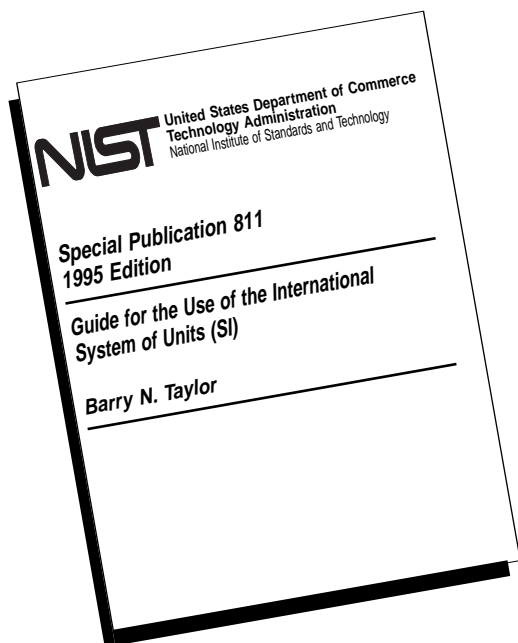 NIST
United States Department of Commerce
Technology Administration
National Institute of Standards and Technology
Special Publication 811
1995 Edition
Guide for the Use of the International
System of Units (SI)
Barry N. Taylor